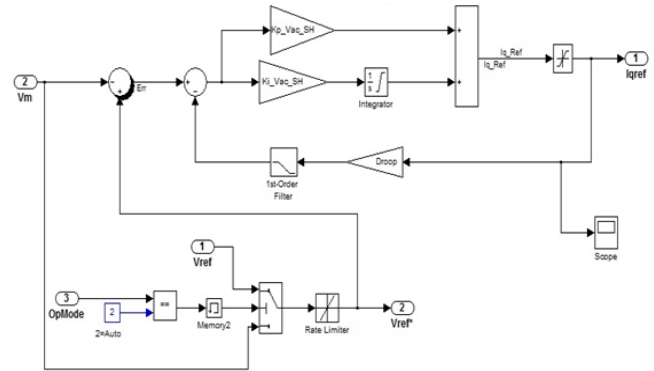 Kp_Vac_SH
2
Vm
Err
Ki_Vac_SH
1
s
Integrator
Iq_Ref
Iq_Ref
1
Iqref
Droop
1st-Order
Filter
Scope
1
Vref
3
OpMode
2
2=Auto
==
Memory2
Rate Limiter
2
Vref*